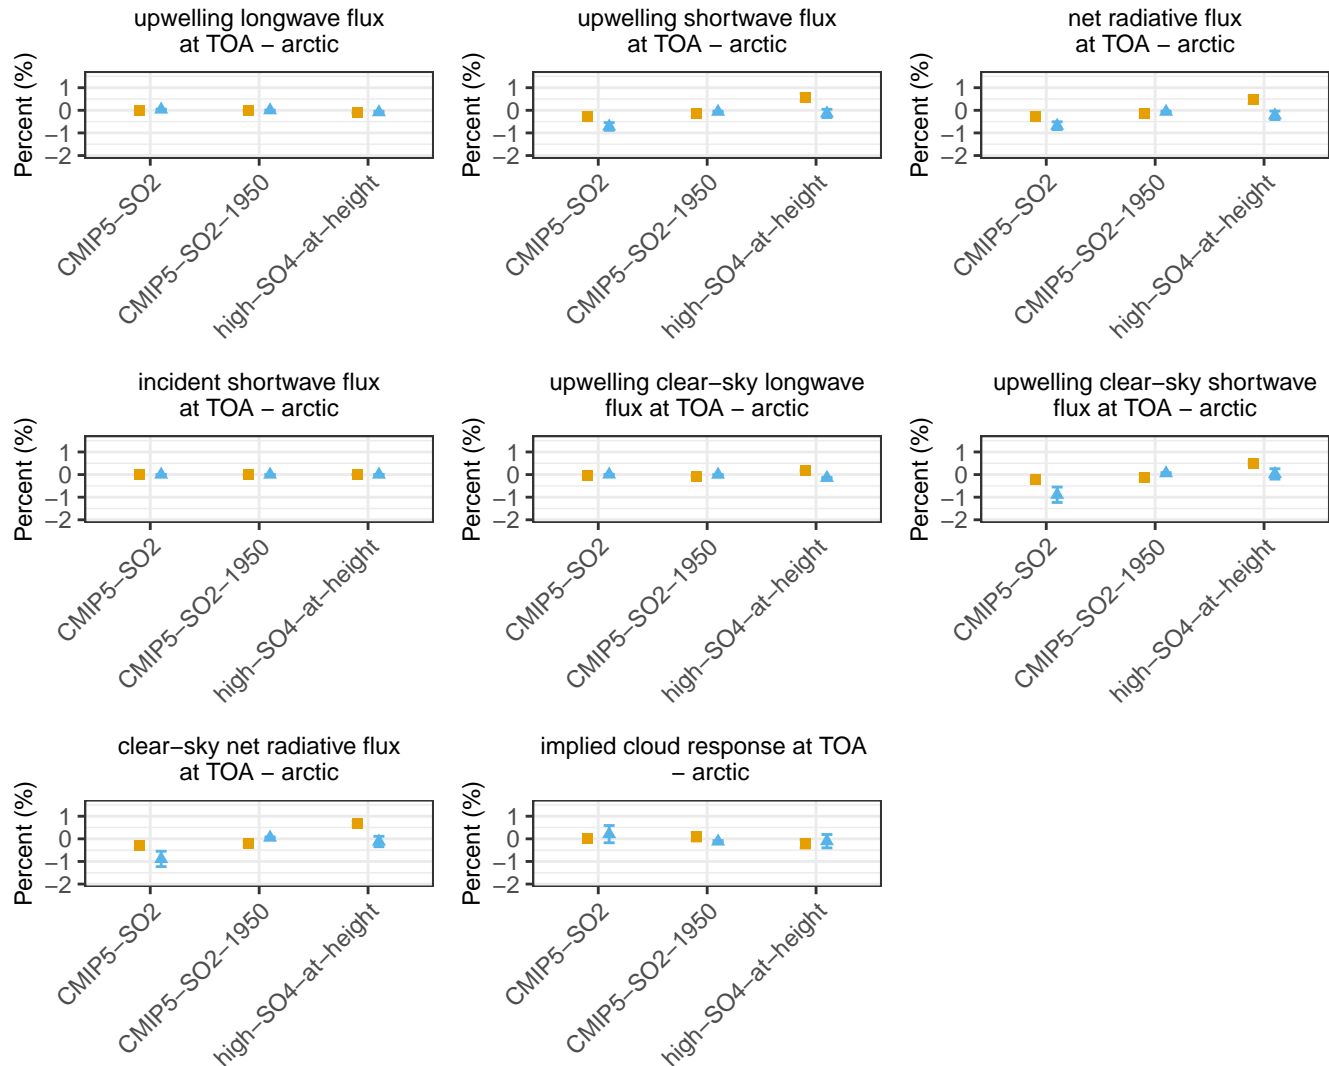 upwelling longwave flux
at TOA − arctic
Percent (%)
1
0
−1
−2
CMIP5−SO2
CMIP5−SO2−1950
high−SO4−at−height
upwelling shortwave flux
at TOA − arctic
Percent (%)
1
0
−1
−2
CMIP5−SO2
CMIP5−SO2−1950
high−SO4−at−height
net radiative flux
at TOA − arctic
Percent (%)
1
0
−1
−2
CMIP5−SO2
CMIP5−SO2−1950
high−SO4−at−height
incident shortwave flux
at TOA − arctic
Percent (%)
1
0
−1
−2
CMIP5−SO2
CMIP5−SO2−1950
high−SO4−at−height
upwelling clear−sky longwave
flux at TOA − arctic
Percent (%)
1
0
−1
−2
CMIP5−SO2
CMIP5−SO2−1950
high−SO4−at−height
upwelling clear−sky shortwave
flux at TOA − arctic
Percent (%)
1
0
−1
−2
CMIP5−SO2
CMIP5−SO2−1950
high−SO4−at−height
clear−sky net radiative flux
at TOA − arctic
Percent (%)
1
0
−1
−2
CMIP5−SO2
CMIP5−SO2−1950
high−SO4−at−height
implied cloud response at TOA
− arctic
Percent (%)
1
0
−1
−2
CMIP5−SO2
CMIP5−SO2−1950
high−SO4−at−height